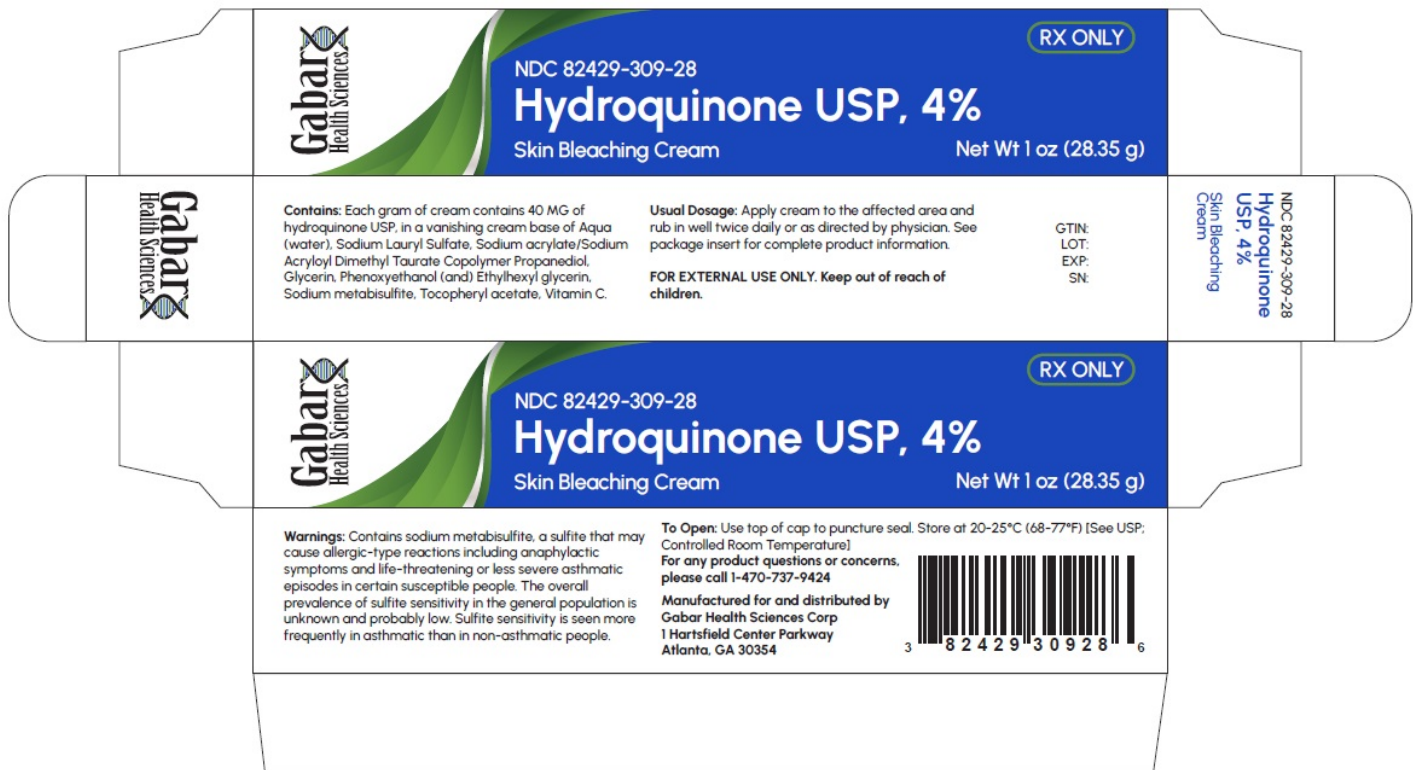 Gabar
Health Sciences
RX ONLY
NDC 82429-309-28
Hydroquinone USP, 4%
Skin Bleaching Cream
Net Wt 1 oz (28.35 g)
Gabar
Health Sciences
Contains: Each gram of cream contains 40 MG of
hydroquinone USP, in a vanishing cream base of Aqua
(water), Sodium Lauryl Sulfate, Sodium acrylate/Sodium
Acryloyl Dimethyl Taurate Copolymer Propanediol,
Glycerin, Phenoxyethanol (and) Ethylhexyl glycerin,
Sodium metabisulfite, Tocopheryl acetate, Vitamin C.
Usual Dosage: Apply cream to the affected area and
rub in well twice daily or as directed by physician. See
package insert for complete product information.
FOR EXTERNAL USE ONLY. Keep out of reach of
children.
GTIN:
LOT:
EXP:
SN:
NDC 82429-309-28
Hydroquinone
USP, 4%
Skin Bleaching
Cream
Gabar
Health Sciences
RX ONLY
NDC 82429-309-28
Hydroquinone USP, 4%
Skin Bleaching Cream
Net Wt 1 oz (28.35 g)
Warnings: Contains sodium metabisulfite, a sulfite that may
cause allergic-type reactions including anaphylactic
symptoms and life-threatening or less severe asthmatic
episodes in certain susceptible people. The overall
prevalence of sulfite sensitivity in the general population is
unknown and probably low. Sulfite sensitivity is seen more
frequently in asthmatic than in non-asthmatic people.
To Open: Use top of cap to puncture seal. Store at 20-25°C (68-77°F) [See USP;
Controlled Room Temperature]
For any product questions or concerns,
please call 1-470-737-9424
Manufactured for and distributed by
Gabar Health Sciences Corp
1 Hartsfield Center Parkway
Atlanta, GA 30354
3 82429 30928 6